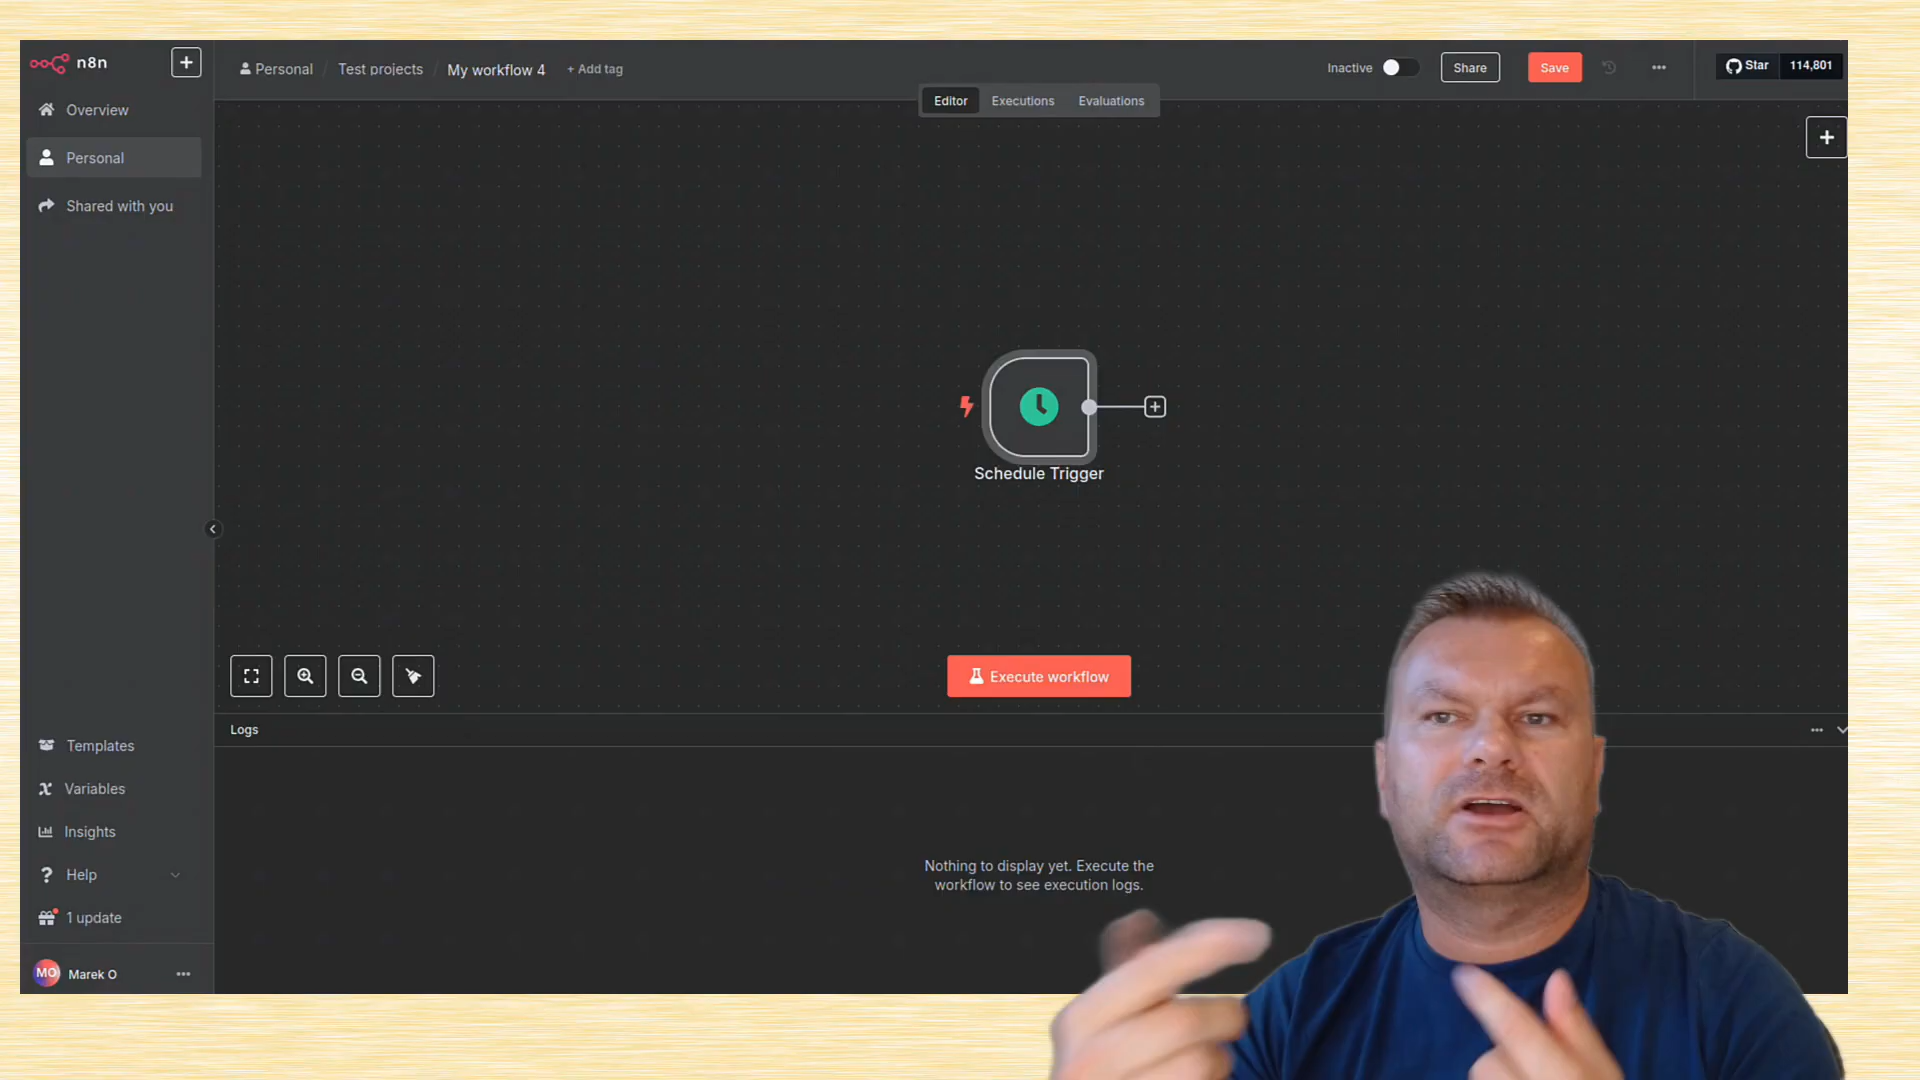 n8n
Personal / Test projects / My workflow 4 + Add tag
Inactive
Share
Save
Star 114,801
Editor Executions Evaluations
Overview
Personal
Shared with you
Schedule Trigger
Execute workflow
Logs
Nothing to display yet. Execute the
workflow to see execution logs.
Templates
Variables
Insights
Help
1 update
MO Marek O